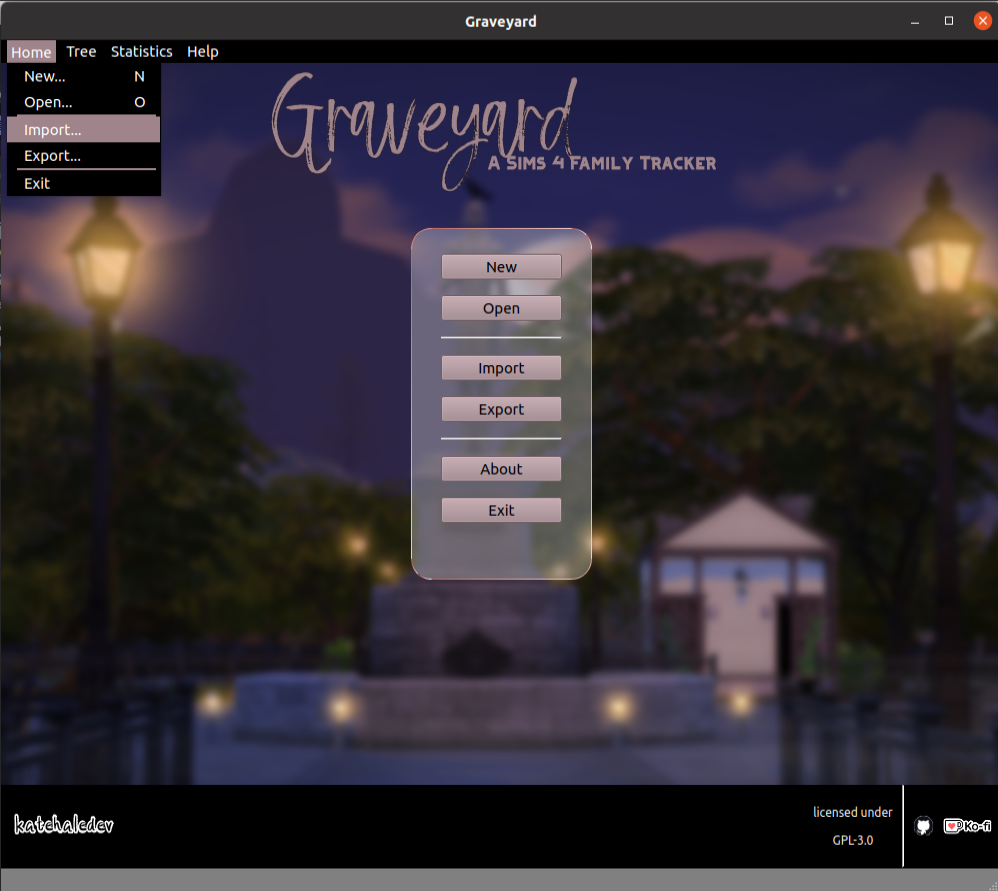 Graveyard
Home Tree Statistics Help
New... N
Open... O
Import...
Export...
Exit
Graveyard
A Sims 4 Family Tracker
New
Open
Import
Export
About
Exit
katehaledev
licensed under
GPL-3.0
Ko-fi